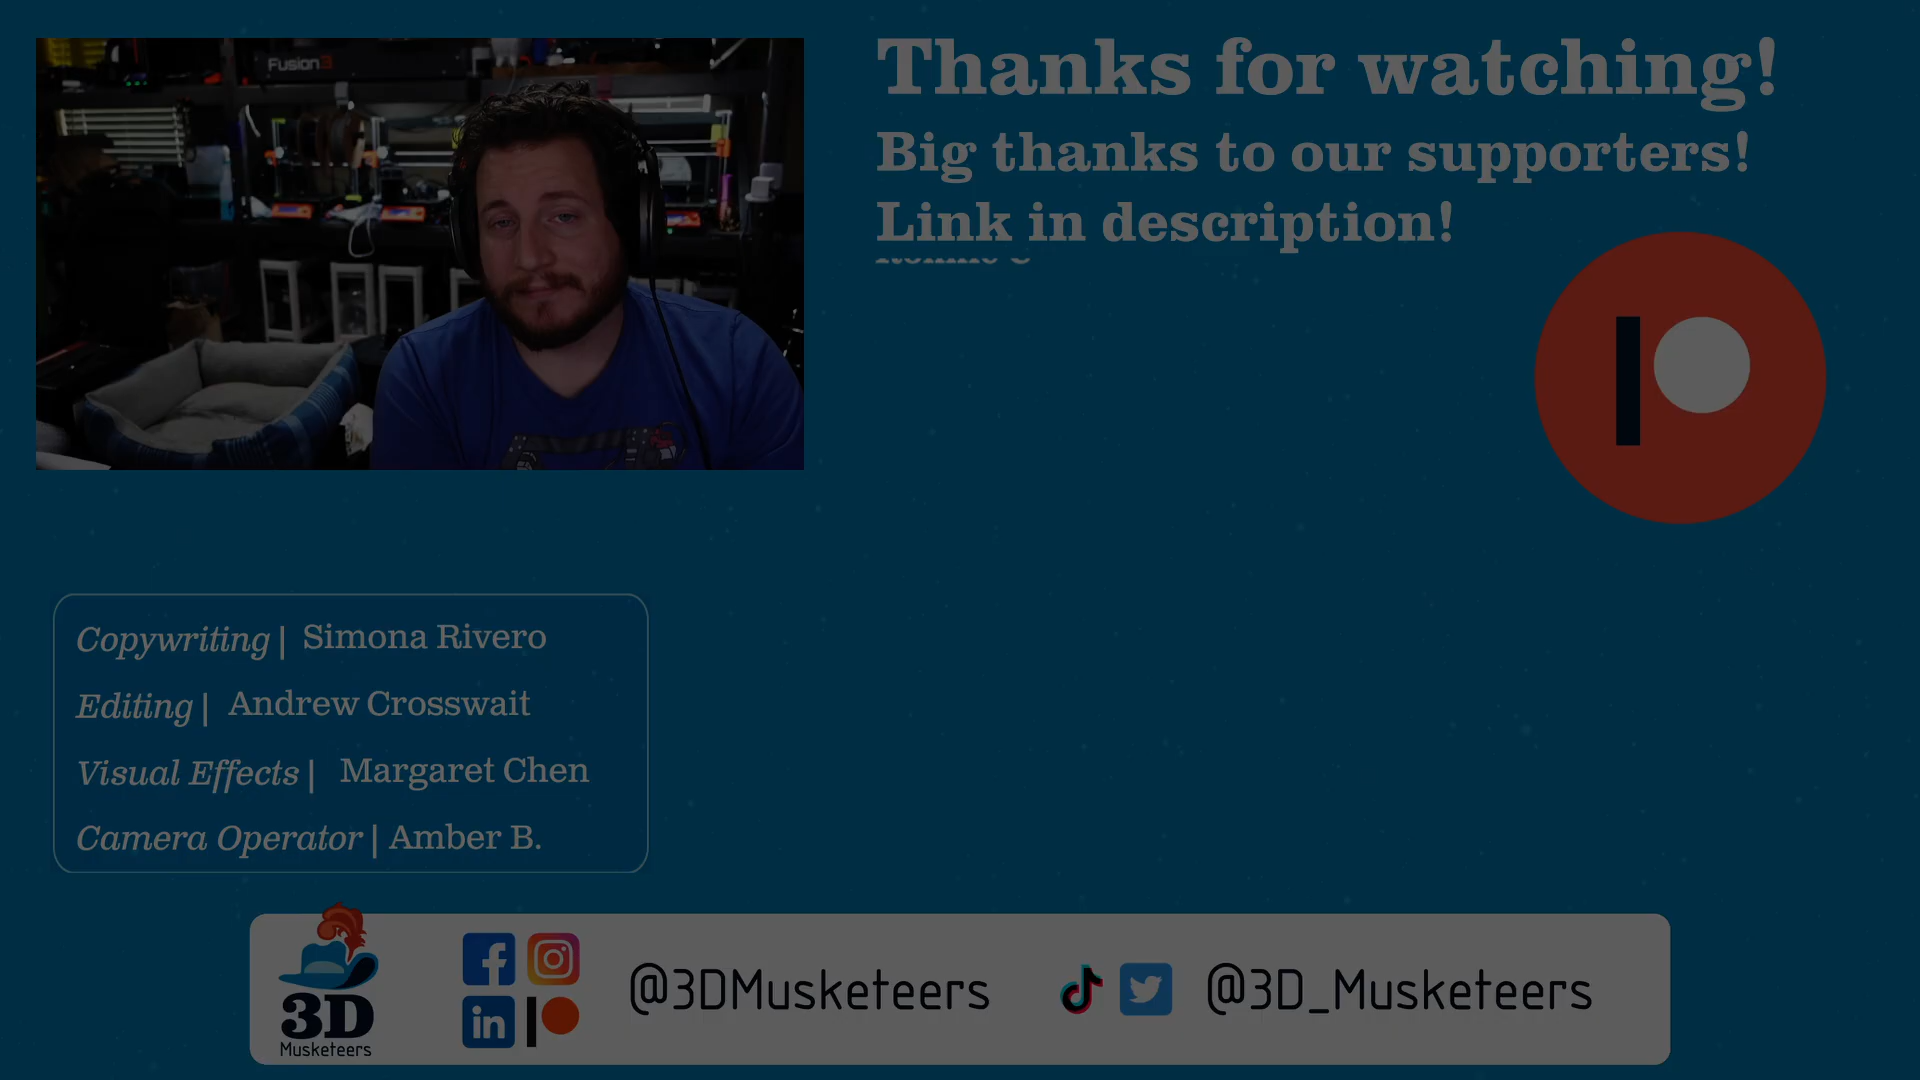 Fusion3
Thanks for watching!
Big thanks to our supporters!
Link in description!
Copywriting | Simona Rivero
Editing | Andrew Crosswait
Visual Effects | Margaret Chen
Camera Operator | Amber B.
3D
Musketeers
@3DMusketeers
@3D_Musketeers